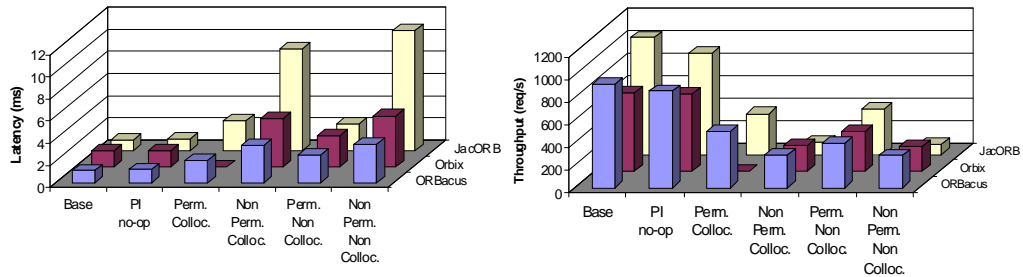 12
10
8
6
4
2
0
Latency (ms)
Base
PI
no-op
Perm.
Colloc.
Non
Perm.
Colloc.
Perm.
Non
Colloc.
Non
Perm.
Non
Colloc.
JacORB
Orbix
ORBacus
1200
1000
800
600
400
200
0
Throughput (req/s)
Base
PI
no-op
Perm.
Colloc.
Non
Perm.
Colloc.
Perm.
Non
Colloc.
Non
Perm.
Non
Colloc.
JacORB
Orbix
ORBacus